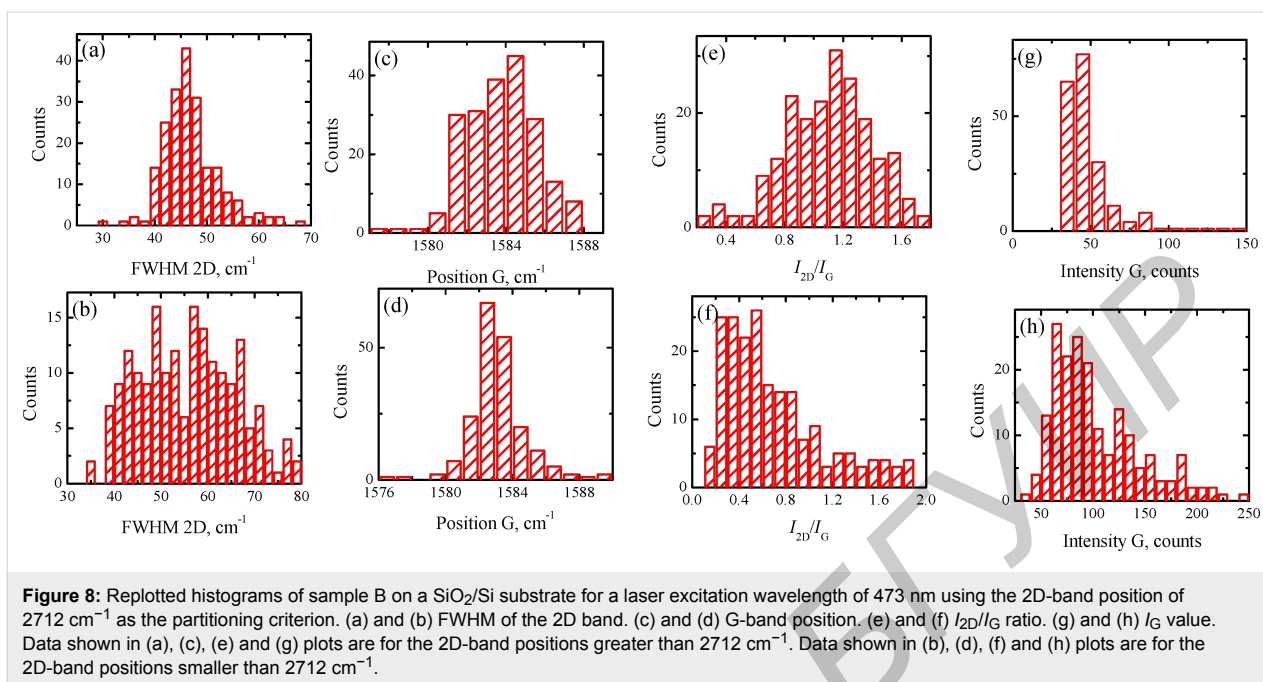 (a)
40
30
20
10
0
Counts
30 40 50 60 70
FWHM 2D, cm⁻¹
(c)
40
20
0
Counts
1580 1584 1588
Position G, cm⁻¹
(e)
20
0
Counts
0.4 0.8 1.2 1.6
I2D/IG
(g)
50
0
Counts
0 50 100 150
Intensity G, counts
(b)
15
10
5
0
Counts
30 40 50 60 70 80
FWHM 2D, cm⁻¹
(d)
50
0
Counts
1576 1580 1584 1588
Position G, cm⁻¹
(f)
20
10
0
Counts
0.0 0.4 0.8 1.2 1.6 2.0
I2D/IG
(h)
20
10
0
Counts
50 100 150 200 250
Intensity G, counts
БГУИР
Figure 8: Replotted histograms of sample B on a SiO₂/Si substrate for a laser excitation wavelength of 473 nm using the 2D-band position of
2712 cm⁻¹ as the partitioning criterion. (a) and (b) FWHM of the 2D band. (c) and (d) G-band position. (e) and (f) I2D/IG ratio. (g) and (h) IG value.
Data shown in (a), (c), (e) and (g) plots are for the 2D-band positions greater than 2712 cm⁻¹. Data shown in (b), (d), (f) and (h) plots are for the
2D-band positions smaller than 2712 cm⁻¹.